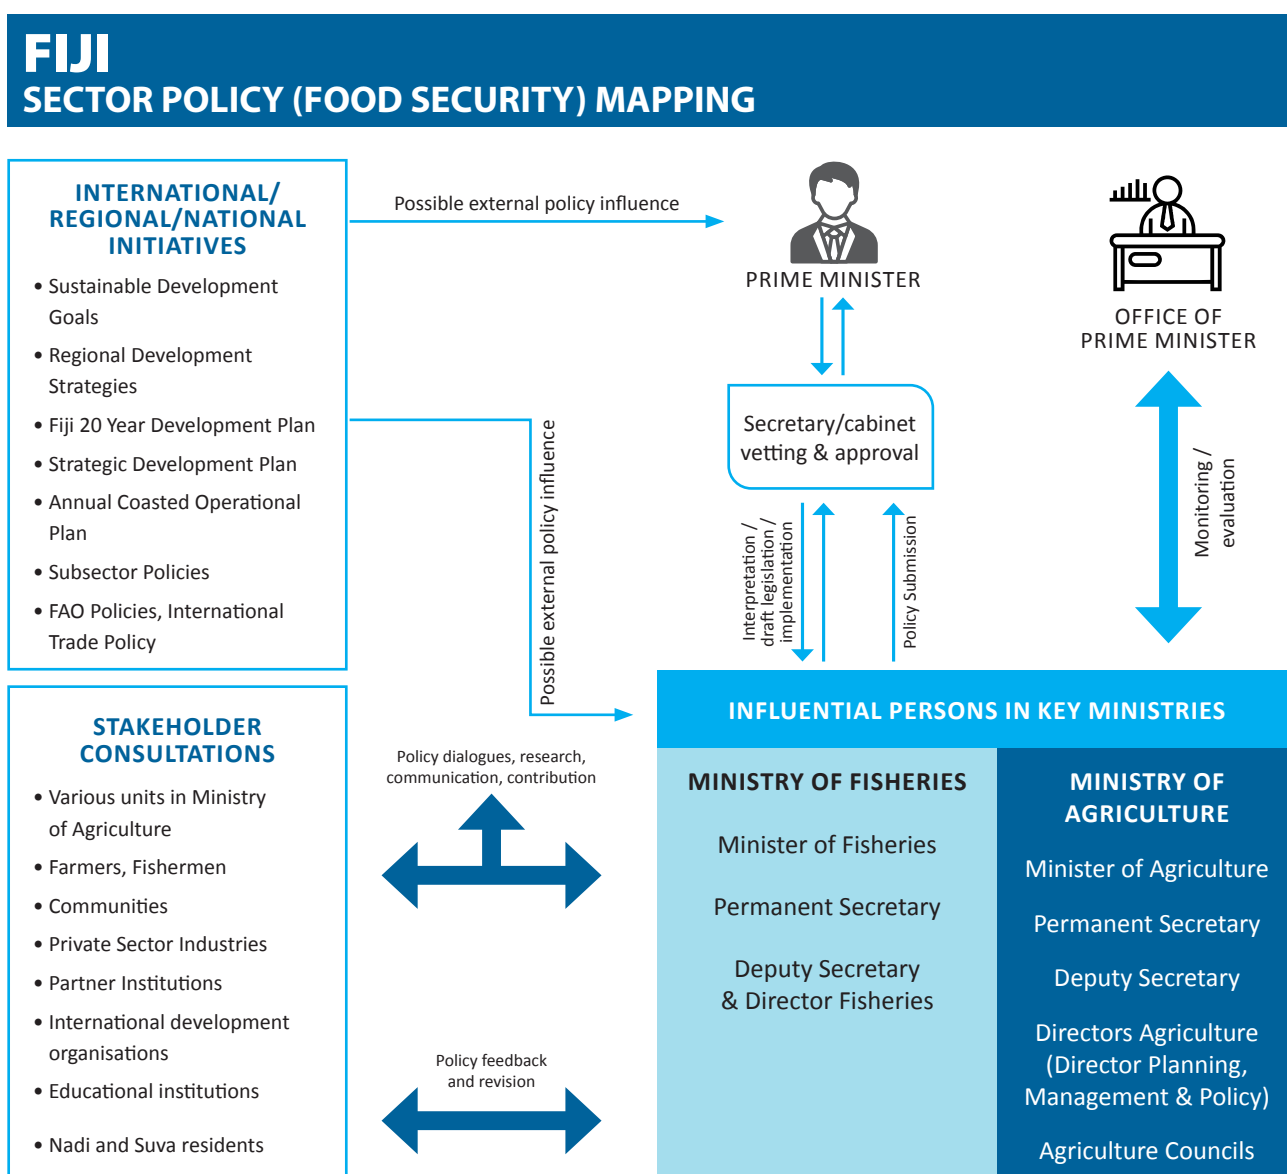 FIJI
SECTOR POLICY (FOOD SECURITY) MAPPING
INTERNATIONAL/
REGIONAL/NATIONAL
INITIATIVES
• Sustainable Development
Goals
• Regional Development
Strategies
• Fiji 20 Year Development Plan
• Strategic Development Plan
• Annual Coasted Operational
Plan
• Subsector Policies
• FAO Policies, International
Trade Policy
Possible external policy influence
PRIME MINISTER
OFFICE OF
PRIME MINISTER
Secretary/cabinet
vetting & approval
Possible external policy influence
Interpretation /
draft legislation /
implementation
Policy Submission
Monitoring /
evaluation
STAKEHOLDER
CONSULTATIONS
• Various units in Ministry
of Agriculture
• Farmers, Fishermen
• Communities
• Private Sector Industries
• Partner Institutions
• International development
organisations
• Educational institutions
• Nadi and Suva residents
Policy dialogues, research,
communication, contribution
Policy feedback
and revision
INFLUENTIAL PERSONS IN KEY MINISTRIES
MINISTRY OF FISHERIES
Minister of Fisheries
Permanent Secretary
Deputy Secretary
& Director Fisheries
MINISTRY OF
AGRICULTURE
Minister of Agriculture
Permanent Secretary
Deputy Secretary
Directors Agriculture
(Director Planning,
Management & Policy)
Agriculture Councils